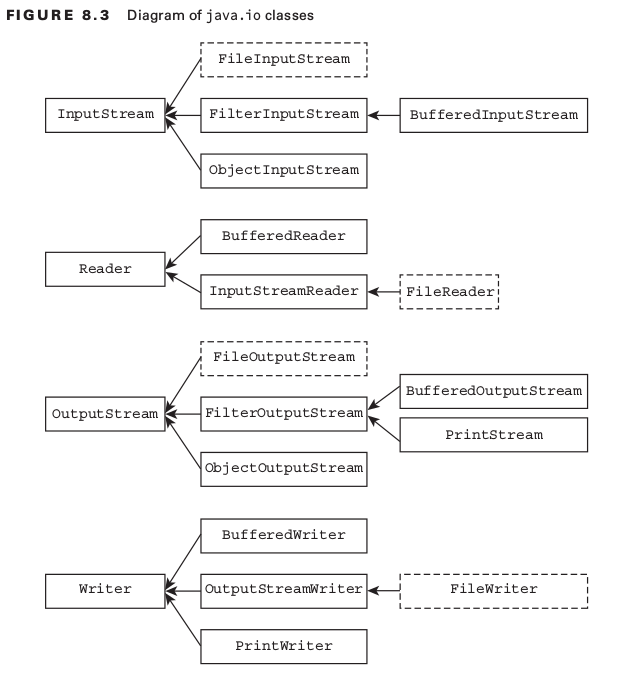 FIGURE 8.3 Diagram of java.io classes
FileInputStream
InputStream
FilterInputStream
BufferedInputStream
ObjectInputStream
BufferedReader
Reader
InputStreamReader
FileReader
FileOutputStream
BufferedOutputStream
OutputStream
FilterOutputStream
PrintStream
ObjectOutputStream
BufferedWriter
Writer
OutputStreamWriter
FileWriter
PrintWriter